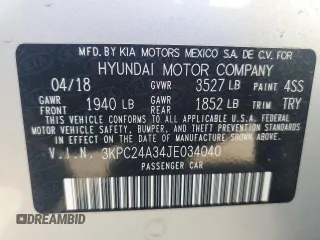 MFD. BY KIA MOTORS MEXICO S.A. DE C.V. FOR
HYUNDAI MOTOR COMPANY
04/18 GVWR 3527 LB PAINT 4SS
GAWR FRONT 1940 LB GAWR REAR 1852 LB TRIM TRY
THIS VEHICLE CONFORMS TO ALL APPLICABLE
U.S. FEDERAL MOTOR VEHICLE SAFETY, BUMPER,
AND THEFT PREVENTION STANDARDS IN EFFECT ON
THE DATE OF MANUFACTURE SHOWN ABOVE.
V.I.N. 3KPC24A34JE034040
PASSENGER CAR
DREAMBID